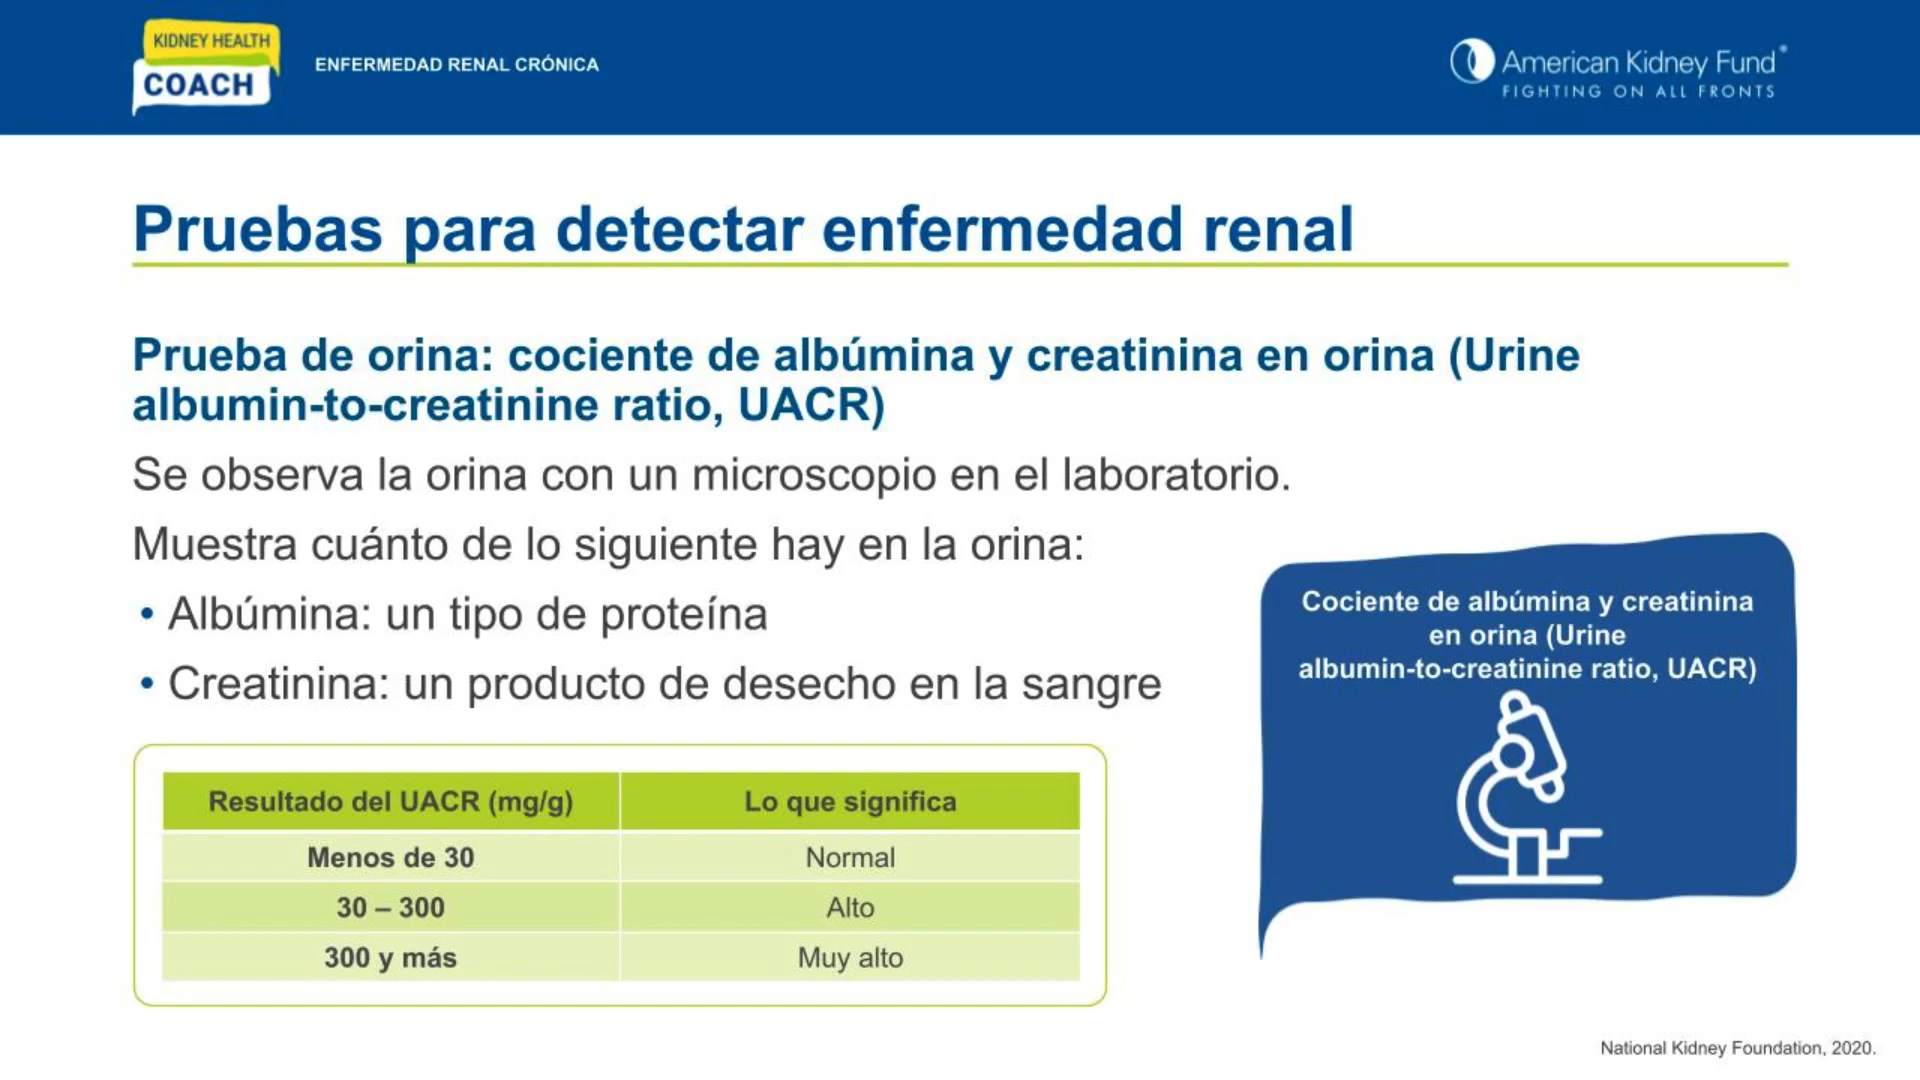 KIDNEY HEALTH
COACH
ENFERMEDAD RENAL CRÓNICA
American Kidney Fund®
FIGHTING ON ALL FRONTS
Pruebas para detectar enfermedad renal
Prueba de orina: cociente de albúmina y creatinina en orina (Urine
albumin-to-creatinine ratio, UACR)
Se observa la orina con un microscopio en el laboratorio.
Muestra cuánto de lo siguiente hay en la orina:
• Albúmina: un tipo de proteína
• Creatinina: un producto de desecho en la sangre
Cociente de albúmina y creatinina
en orina (Urine
albumin-to-creatinine ratio, UACR)
Resultado del UACR (mg/g) Lo que significa
Menos de 30 Normal
30 – 300 Alto
300 y más Muy alto
National Kidney Foundation, 2020.